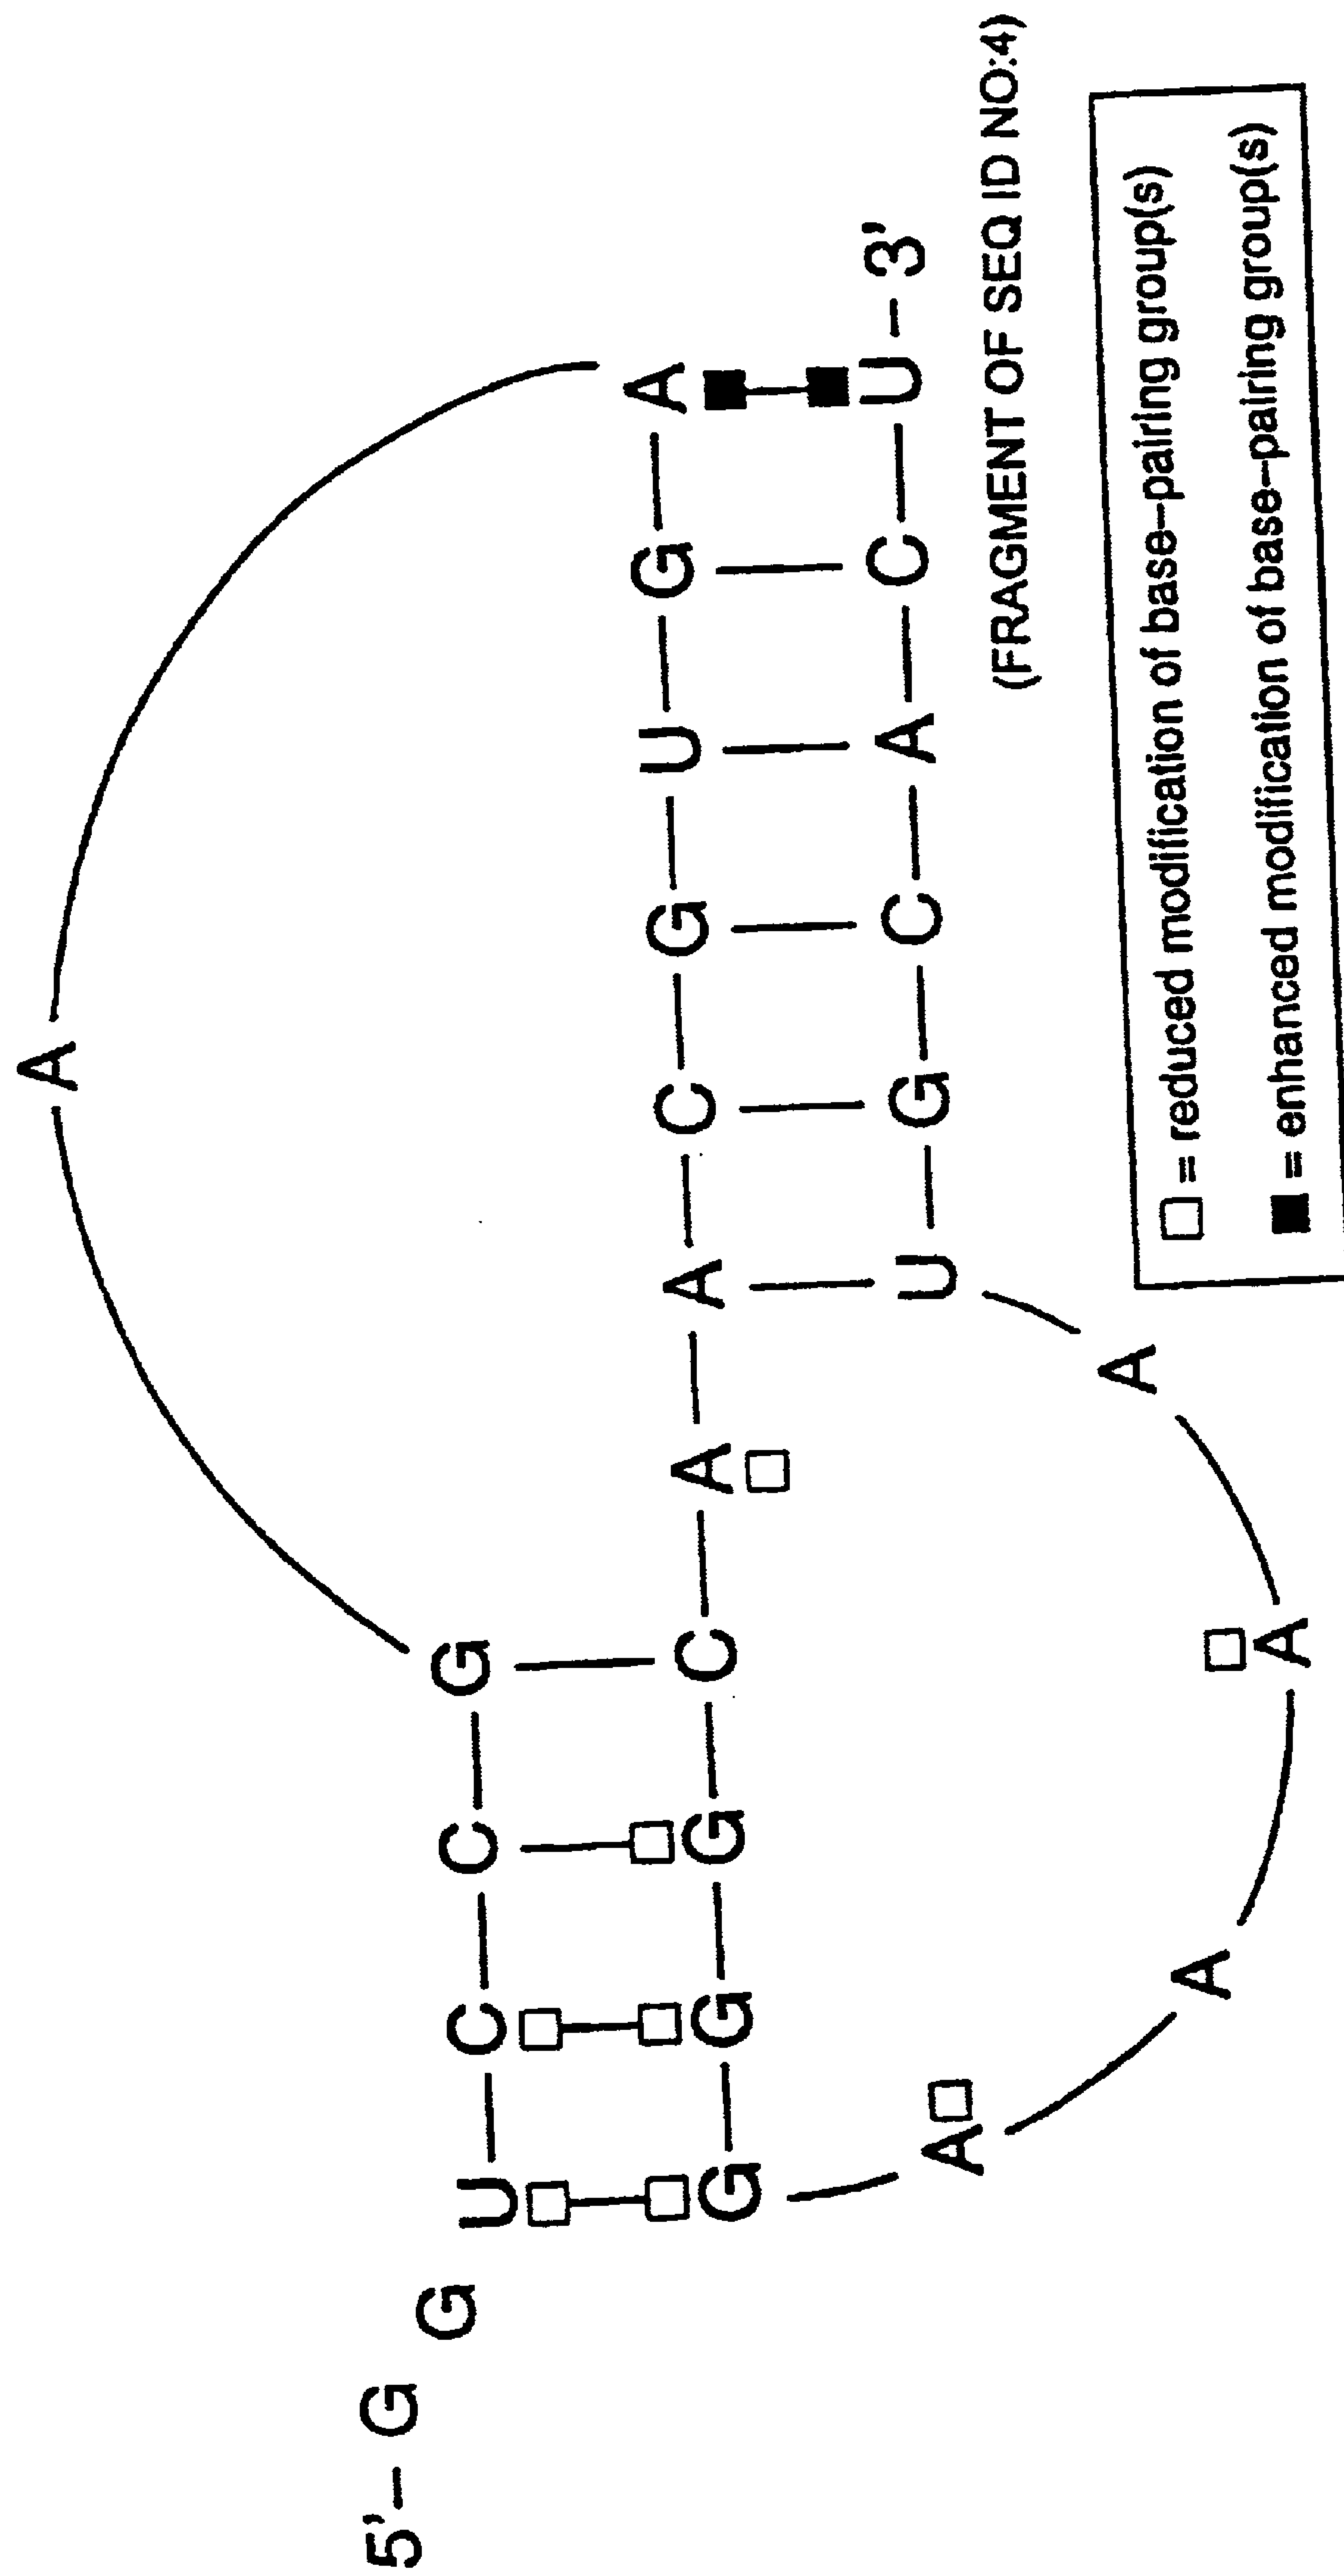 A
5'–G G U–C–C–G
G–G–G–C–A–A–C–G–U–G–A
U–G–C–A–C–U–3'
A A A A
(FRAGMENT OF SEQ ID NO:4)
□ = reduced modification of base–pairing group(s)
■ = enhanced modification of base–pairing group(s)